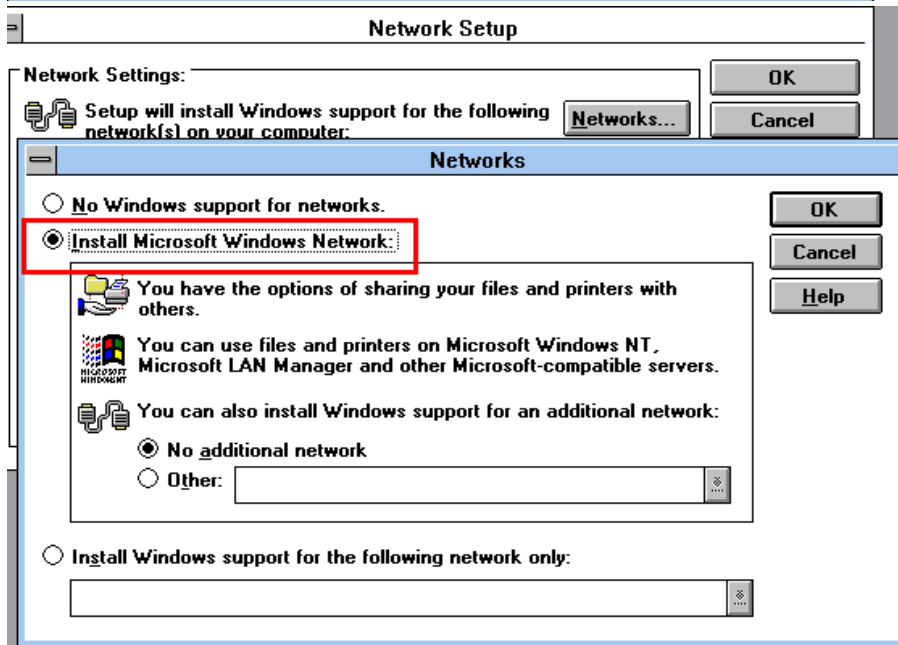 Network Setup
Network Settings:
OK
Setup will install Windows support for the following
network(s) on your computer:
Networks...
Cancel
Networks
No Windows support for networks.
OK
Install Microsoft Windows Network:
Cancel
You have the options of sharing your files and printers with
others.
Help
You can use files and printers on Microsoft Windows NT,
Microsoft LAN Manager and other Microsoft-compatible servers.
MICROSOFT
WINDOWS NT
You can also install Windows support for an additional network:
No additional network
Other:
Install Windows support for the following network only: